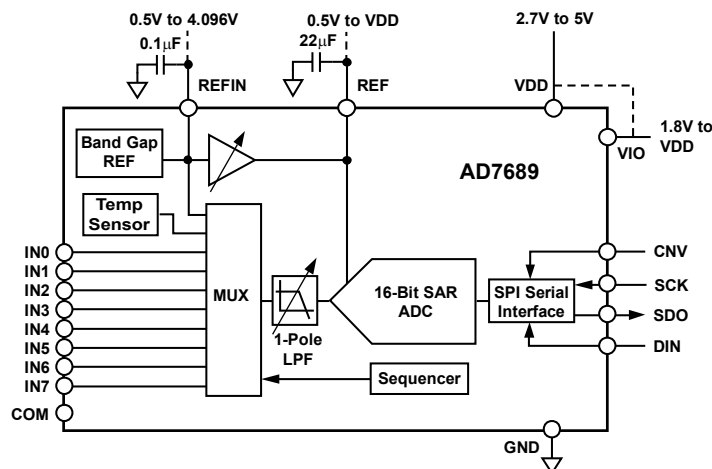 0.5V to 4.096V
0.5V to VDD
2.7V to 5V
0.1μF
22μF
REFIN
REF
VDD
1.8V to
VDD
VIO
Band Gap
REF
AD7689
Temp
Sensor
IN0
IN1
IN2
IN3
IN4
IN5
IN6
IN7
COM
MUX
1-Pole
LPF
16-Bit SAR
ADC
SPI Serial
Interface
CNV
SCK
SDO
DIN
Sequencer
GND